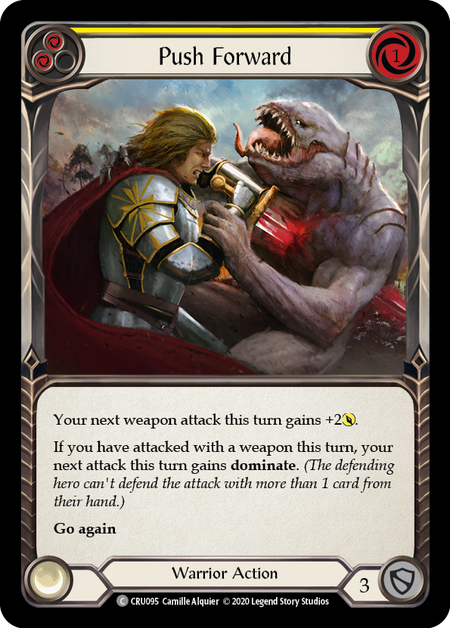 Push Forward
1
Your next weapon attack this turn gains +2.
If you have attacked with a weapon this turn, your
next attack this turn gains dominate. (The defending
hero can't defend the attack with more than 1 card from
their hand.)
Go again
Warrior Action
3
C CRU095 Camille Alquier © 2020 Legend Story Studios